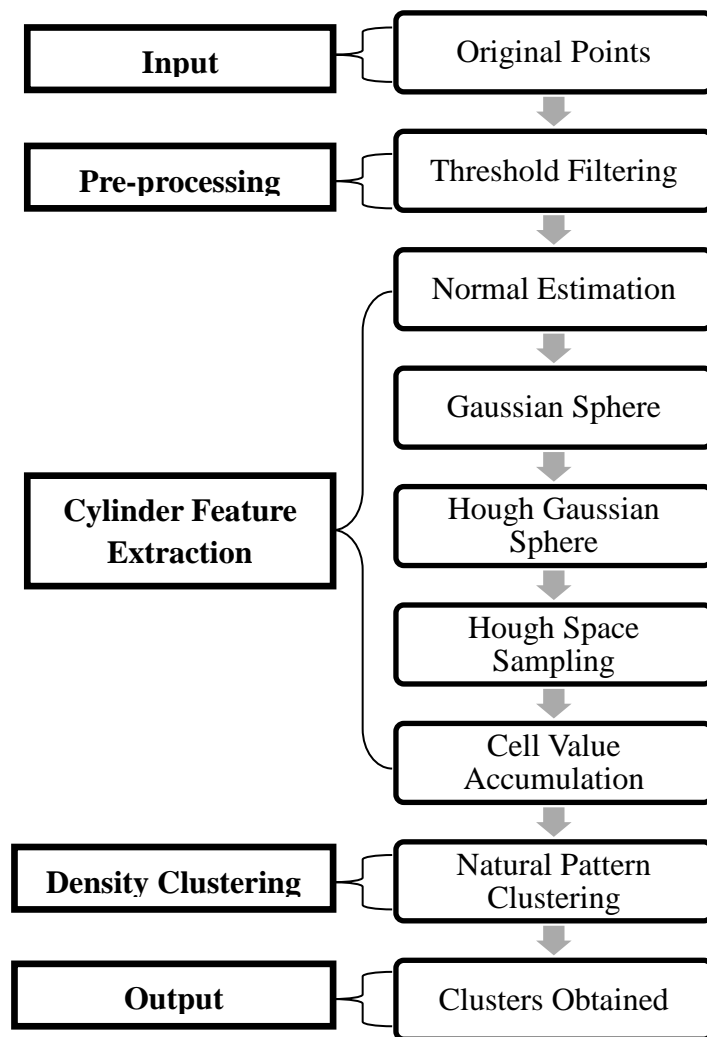 Input
Original Points
Pre-processing
Threshold Filtering
Normal Estimation
Gaussian Sphere
Cylinder Feature
Extraction
Hough Gaussian
Sphere
Hough Space
Sampling
Cell Value
Accumulation
Density Clustering
Natural Pattern
Clustering
Output
Clusters Obtained